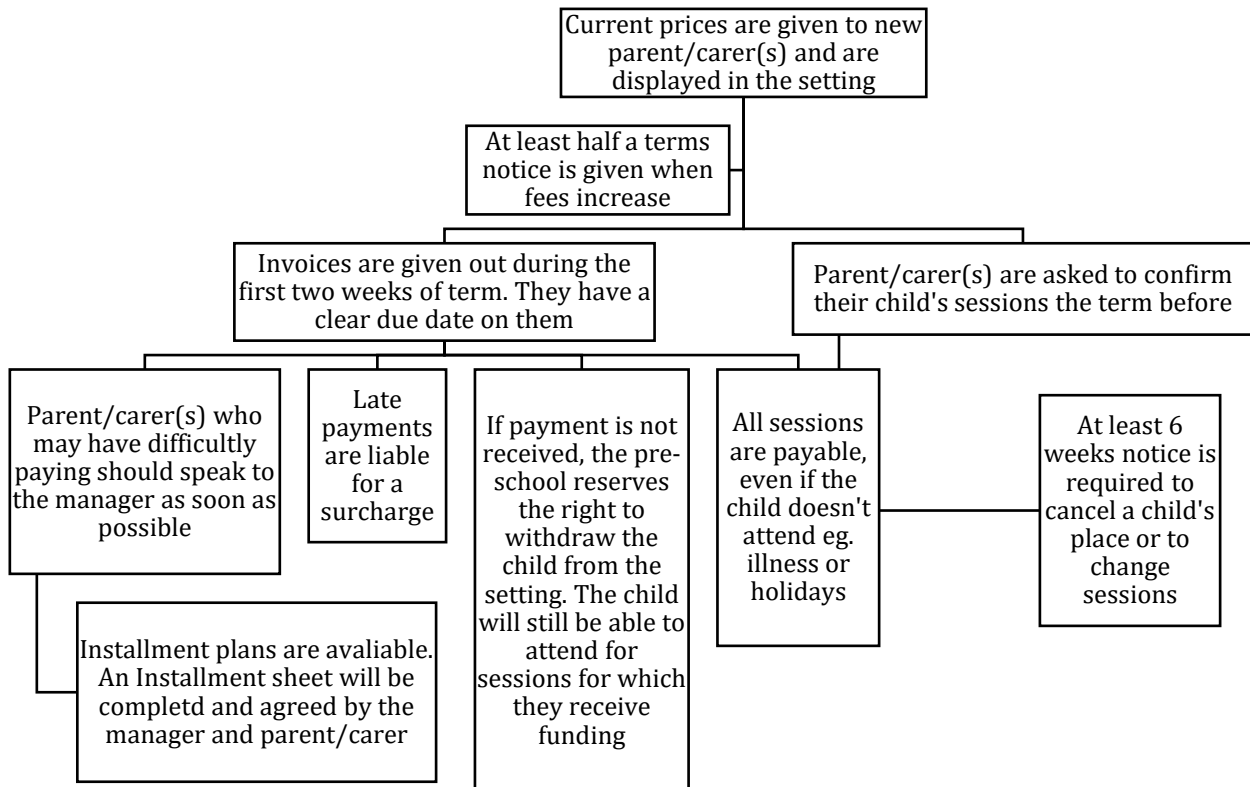 Current prices are given to new
parent/carer(s) and are
displayed in the setting
At least half a terms
notice is given when
fees increase
Invoices are given out during the
first two weeks of term. They have a
clear due date on them
Parent/carer(s) are asked to confirm
their child's sessions the term before
Parent/carer(s) who
may have difficultly
paying should speak to
the manager as soon as
possible
Late
payments
are liable
for a
surcharge
If payment is not
received, the pre-
school reserves
the right to
withdraw the
child from the
setting. The child
will still be able to
attend for
sessions for which
they receive
funding
All sessions
are payable,
even if the
child doesn't
attend eg.
illness or
holidays
At least 6
weeks notice is
required to
cancel a child's
place or to
change
sessions
Installment plans are avaliable.
An Installment sheet will be
completd and agreed by the
manager and parent/carer